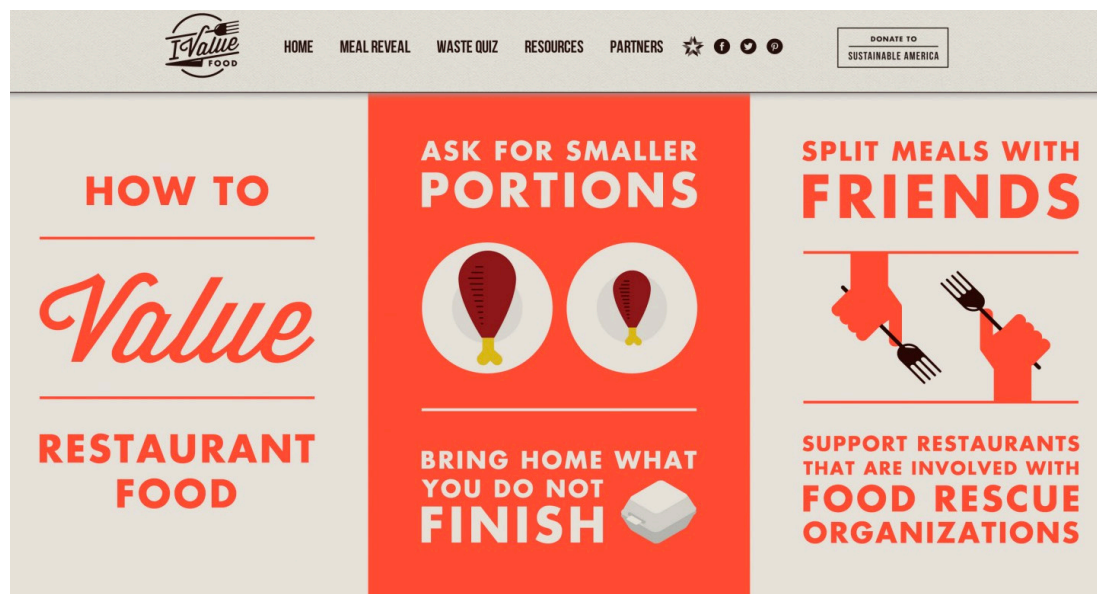 I Value
FOOD
HOME MEAL REVEAL WASTE QUIZ RESOURCES PARTNERS
DONATE TO
SUSTAINABLE AMERICA
HOW TO
Value
RESTAURANT
FOOD
ASK FOR SMALLER
PORTIONS
BRING HOME WHAT
YOU DO NOT
FINISH
SPLIT MEALS WITH
FRIENDS
SUPPORT RESTAURANTS
THAT ARE INVOLVED WITH
FOOD RESCUE
ORGANIZATIONS